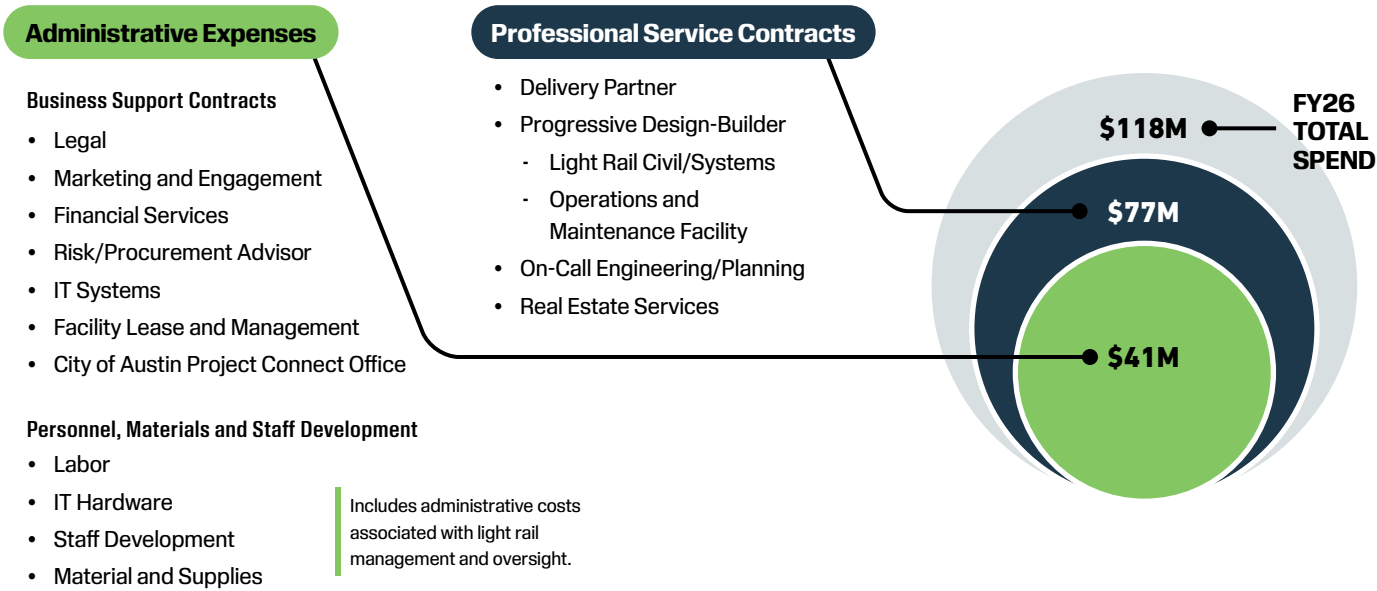 Administrative Expenses
Business Support Contracts
• Legal
• Marketing and Engagement
• Financial Services
• Risk/Procurement Advisor
• IT Systems
• Facility Lease and Management
• City of Austin Project Connect Office
Personnel, Materials and Staff Development
• Labor
• IT Hardware
• Staff Development
• Material and Supplies
Includes administrative costs
associated with light rail
management and oversight.
Professional Service Contracts
• Delivery Partner
• Progressive Design-Builder
- Light Rail Civil/Systems
- Operations and
Maintenance Facility
• On-Call Engineering/Planning
• Real Estate Services
FY26
TOTAL
SPEND
$118M
$77M
$41M